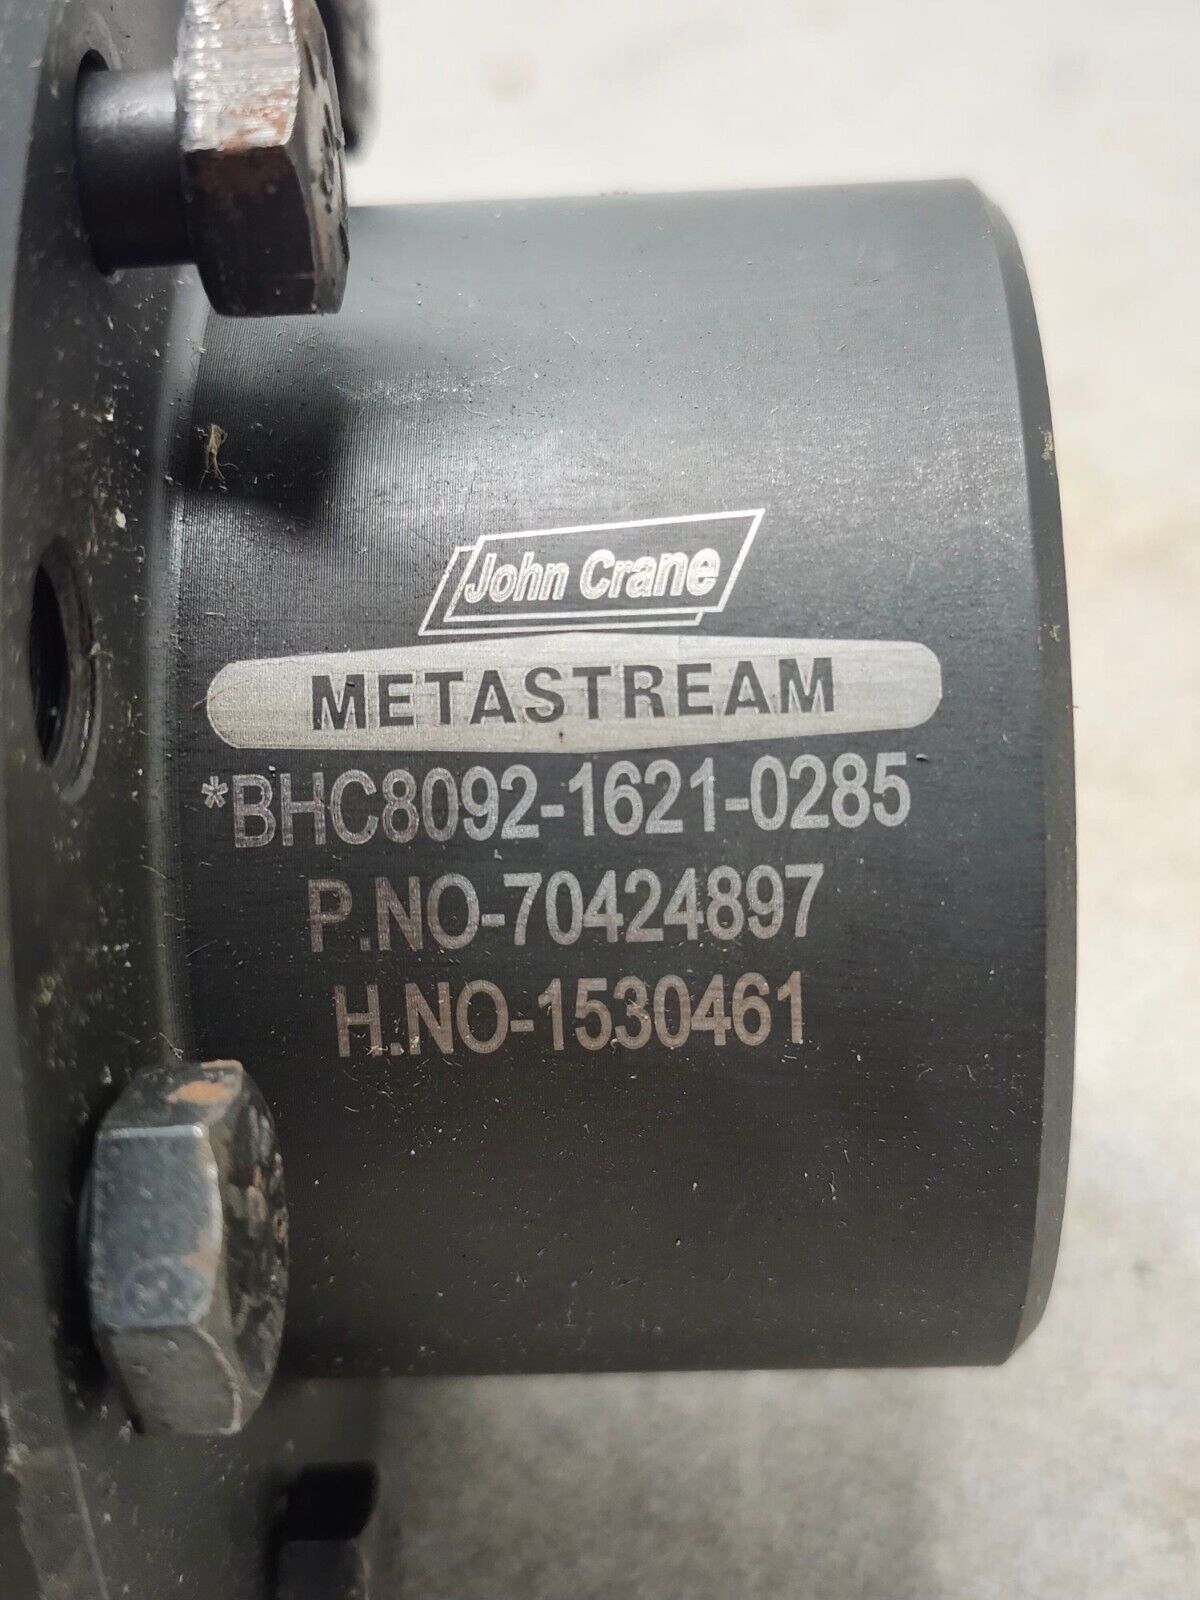 John Crane
METASTREAM
*BHC8092-1621-0285
P.NO-70424897
H.NO-1530461